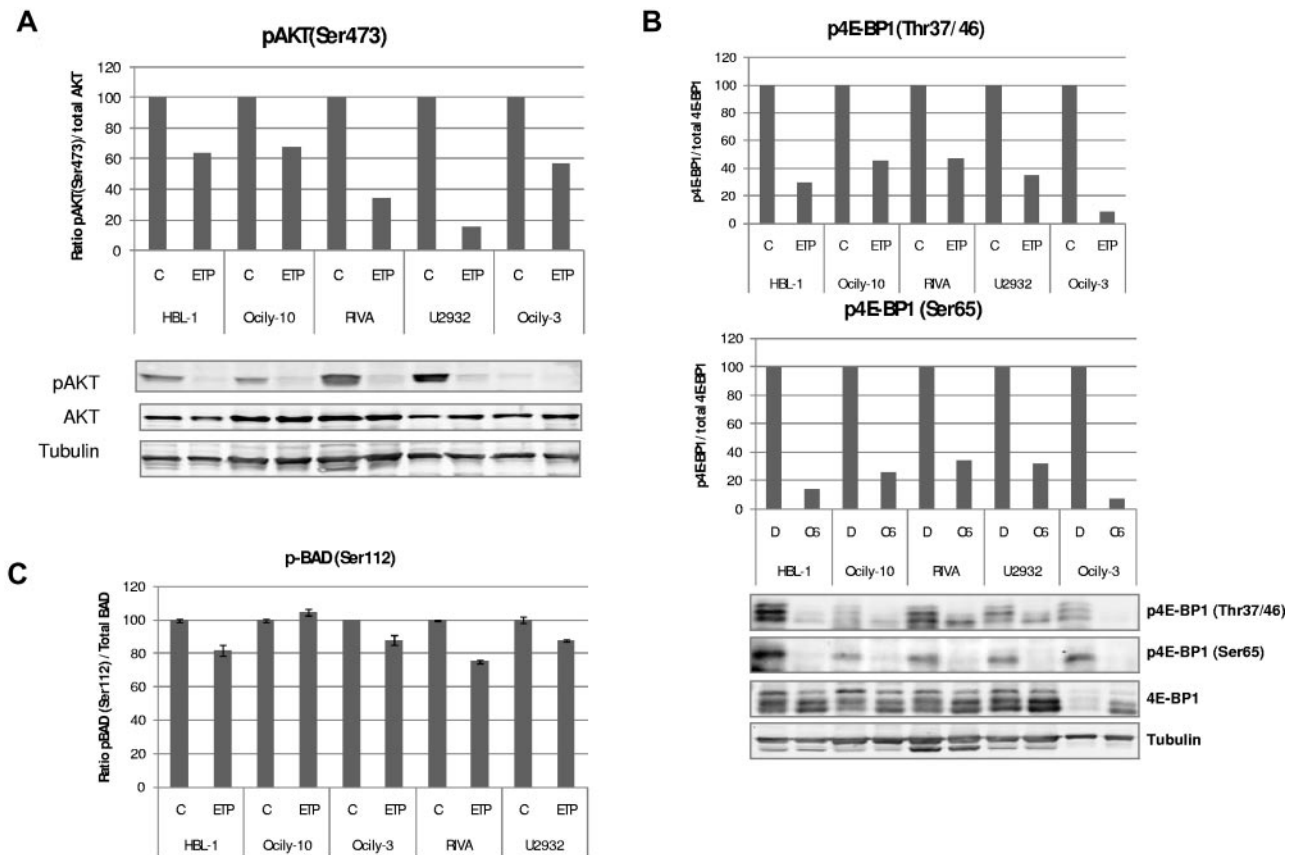 A
pAKT(Ser473)
Ratio pAKT(Ser473)/ total AKT
120
100
80
60
40
20
0
C ETP C ETP C ETP C ETP C ETP
HBL-1 Ocily-10 RIVA U2932 Ocily-3
pAKT
AKT
Tubulin
B
p4E-BP1(Thr37/46)
p4E-BP1/ total 4E-BP1
120
100
80
60
40
20
0
C ETP C ETP C ETP C ETP C ETP
HBL-1 Ocily-10 RIVA U2932 Ocily-3
p4E-BP1 (Ser65)
p4E-BP1/ total 4E-BP1
120
100
80
60
40
20
0
D C6 D C6 D C6 D C6 D C6
HBL-1 Ocily-10 RIVA U2932 Ocily-3
p4E-BP1 (Thr37/46)
p4E-BP1 (Ser65)
4E-BP1
Tubulin
C
p-BAD(Ser112)
Ratio pBAD(Ser112) / Total BAD
120
100
80
60
40
20
0
C ETP C ETP C ETP C ETP C ETP
HBL-1 Ocily-10 Ocily-3 RIVA U2932